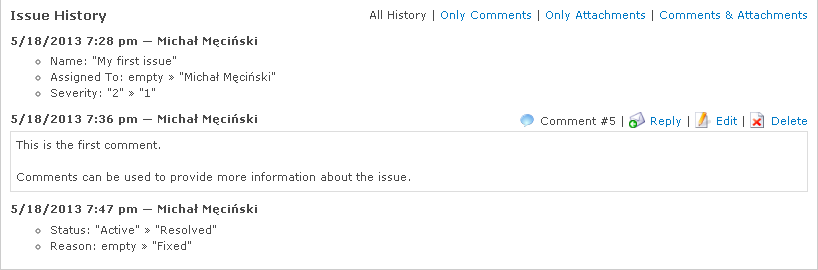 Issue History
All History | Only Comments | Only Attachments | Comments & Attachments
5/18/2013 7:28 pm — Michał Męciński
Name: "My first issue"
Assigned To: empty » "Michał Męciński"
Severity: "2" » "1"
5/18/2013 7:36 pm — Michał Męciński
Comment #5 | Reply | Edit | Delete
This is the first comment.
Comments can be used to provide more information about the issue.
5/18/2013 7:47 pm — Michał Męciński
Status: "Active" » "Resolved"
Reason: empty » "Fixed"